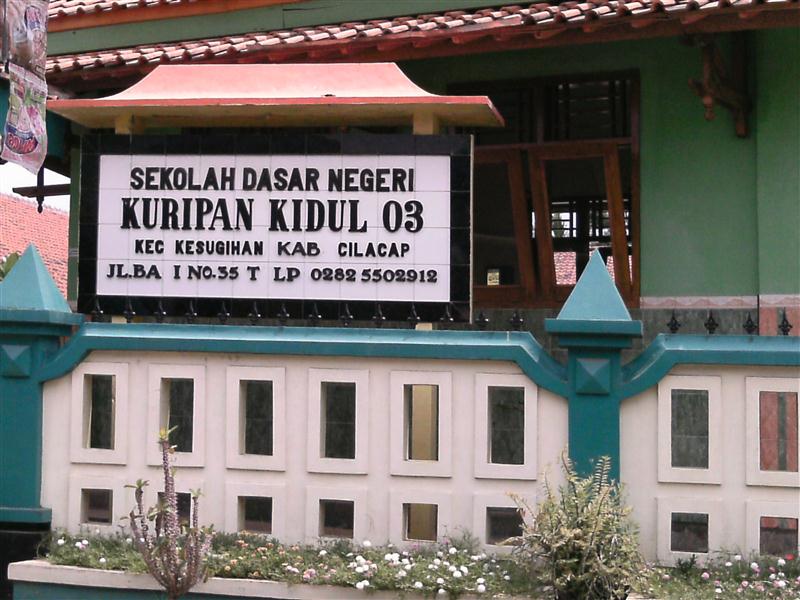 SEKOLAH DASAR NEGERI
KURIPAN KIDUL 03
KEC KESUGIHAN KAB CILACAP
JL.BA I NO.35 T LP 0282 5502912